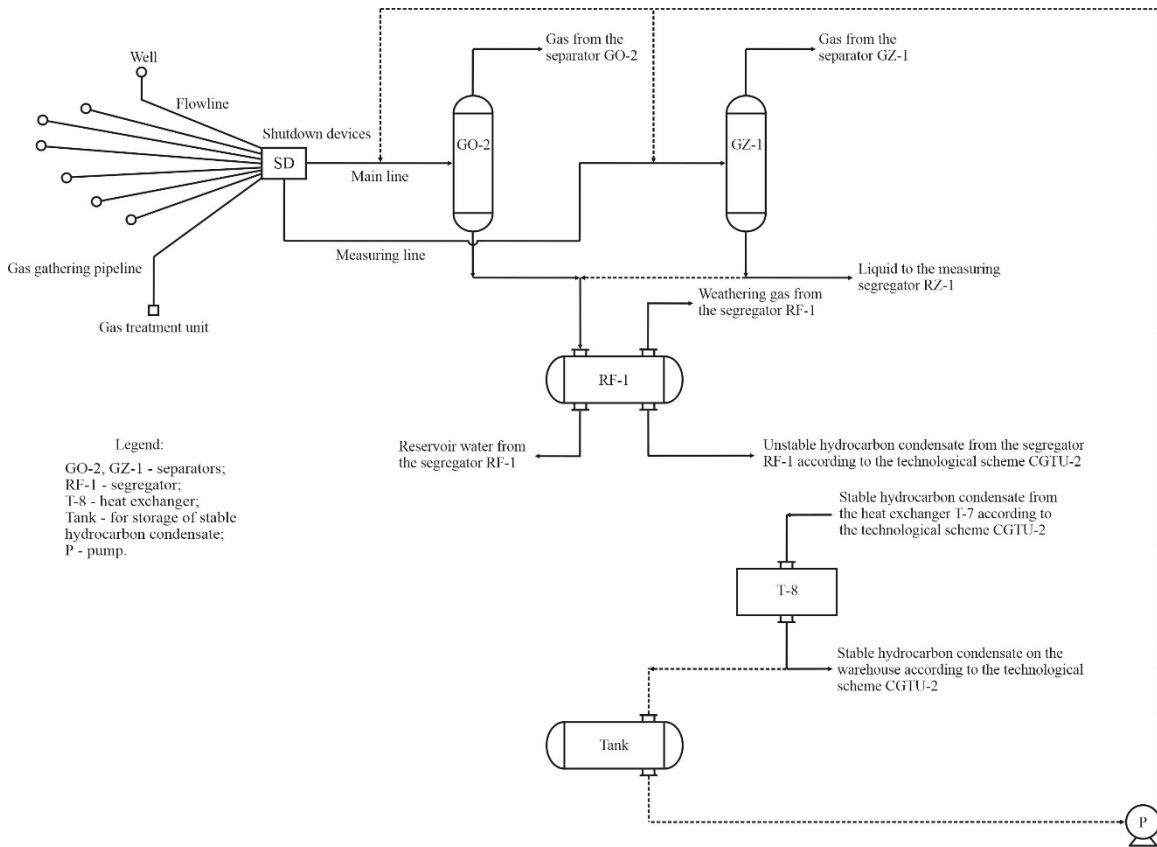 Gas from the
separator GO-2
Gas from the
separator GZ-1
Well
Flowline
Shutdown devices
SD
GO-2
GZ-1
Main line
Measuring line
Gas gathering pipeline
Gas treatment unit
Liquid to the measuring
segregator RZ-1
Weathering gas from
the segregator RF-1
RF-1
Reservoir water from
the segregator RF-1
Unstable hydrocarbon condensate from the segregator
RF-1 according to the technological scheme CGTU-2
Legend:
GO-2, GZ-1 - separators;
RF-1 - segregator;
T-8 - heat exchanger;
Tank - for storage of stable
hydrocarbon condensate;
P - pump.
Stable hydrocarbon condensate from
the heat exchanger T-7 according to
the technological scheme CGTU-2
T-8
Stable hydrocarbon condensate on the
warehouse according to the technological
scheme CGTU-2
Tank
P